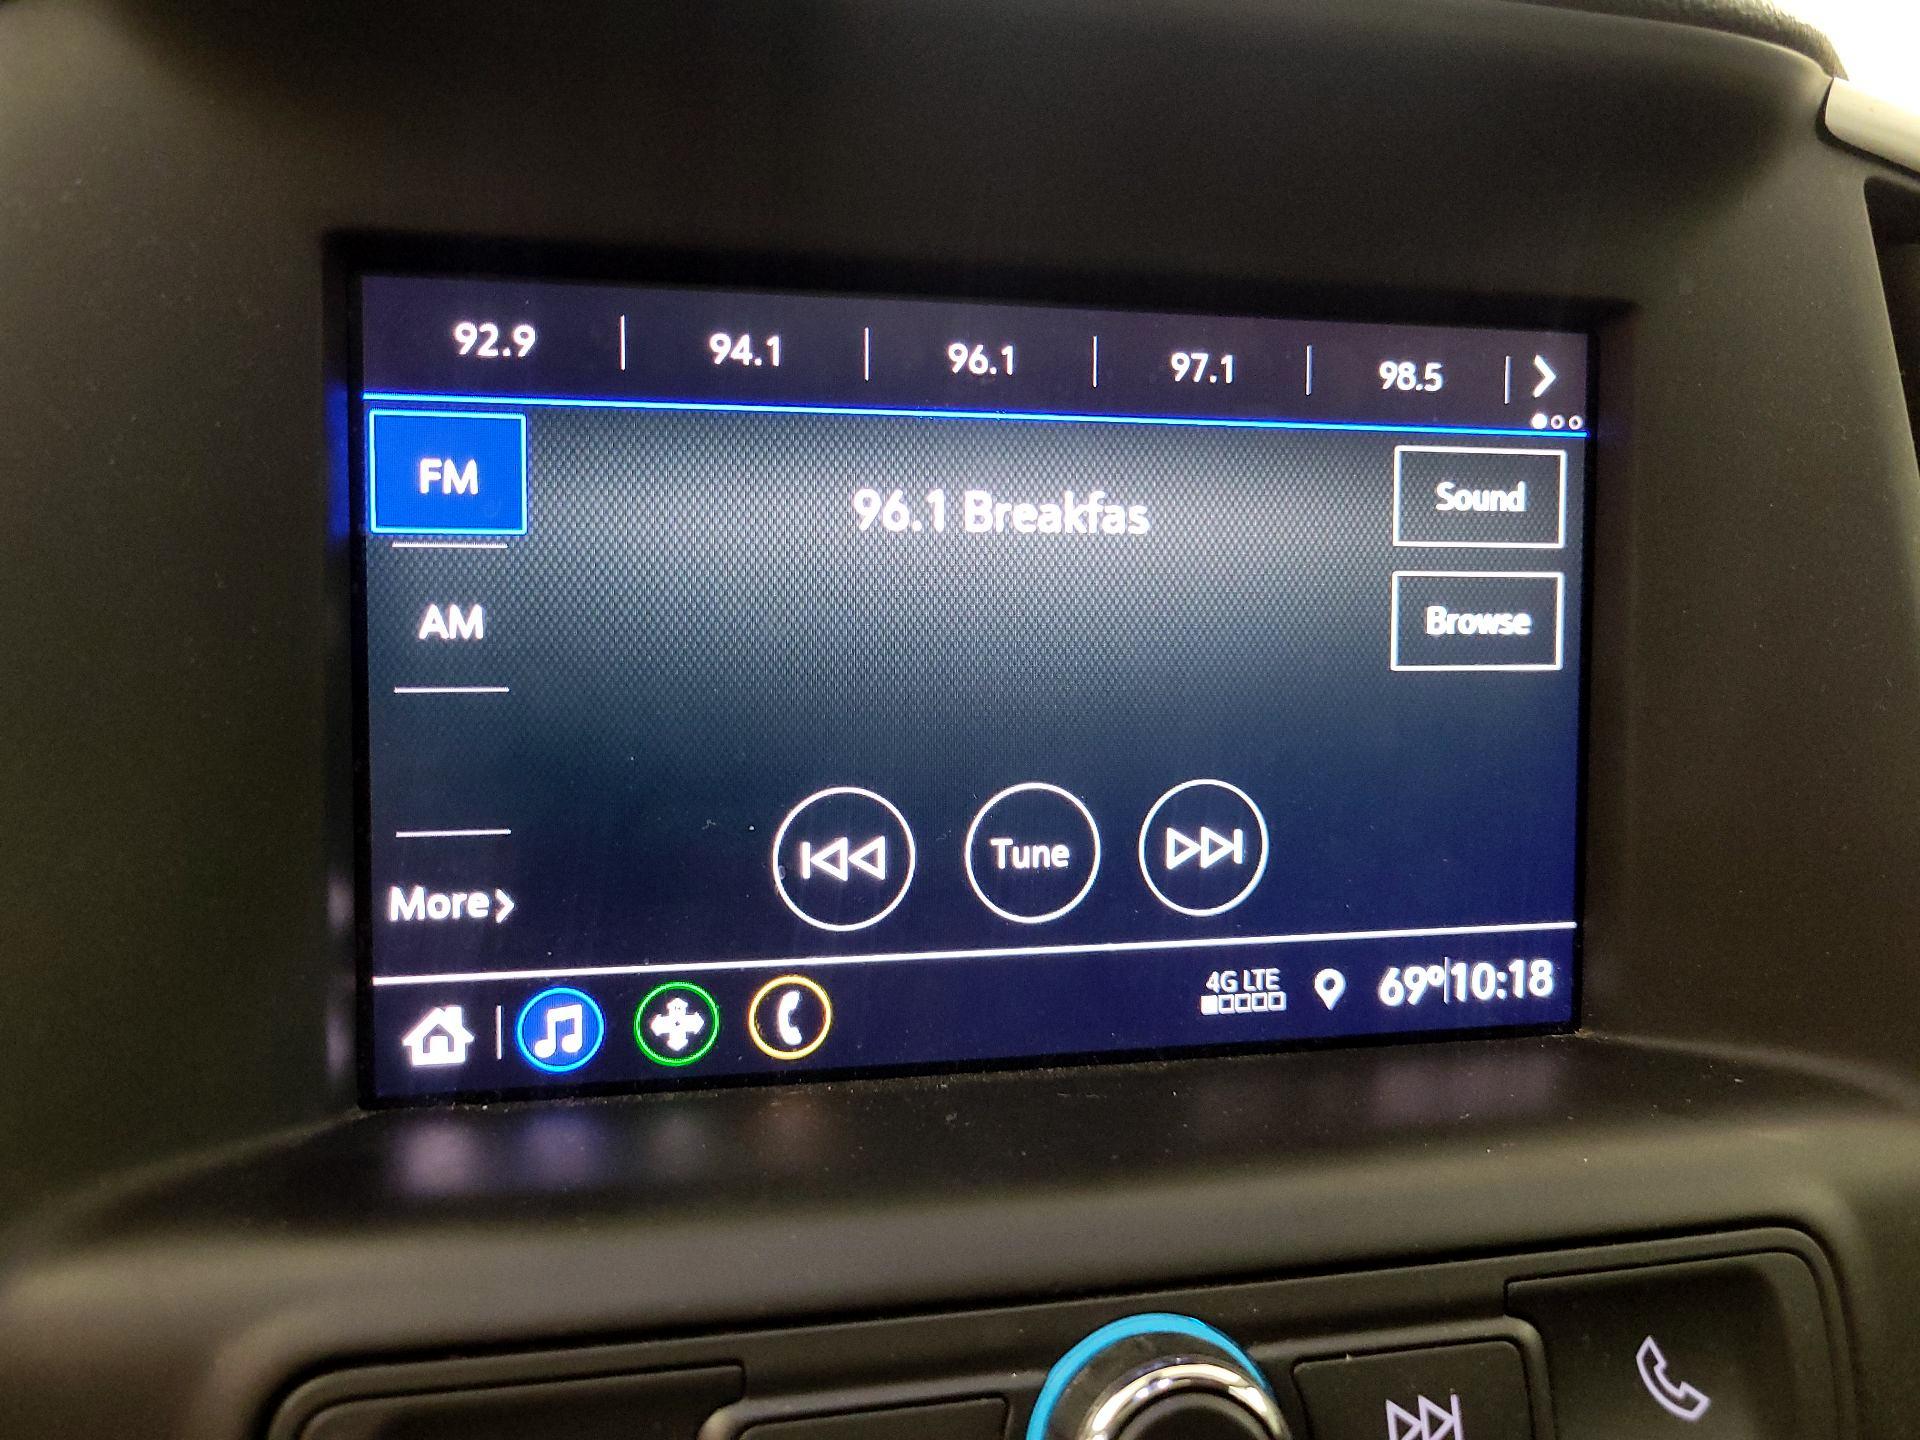 92.9 94.1 96.1 97.1 98.5
FM
96.1 Breakfas
Sound
AM
Browse
Tune
More
4G LTE
69° 10:18